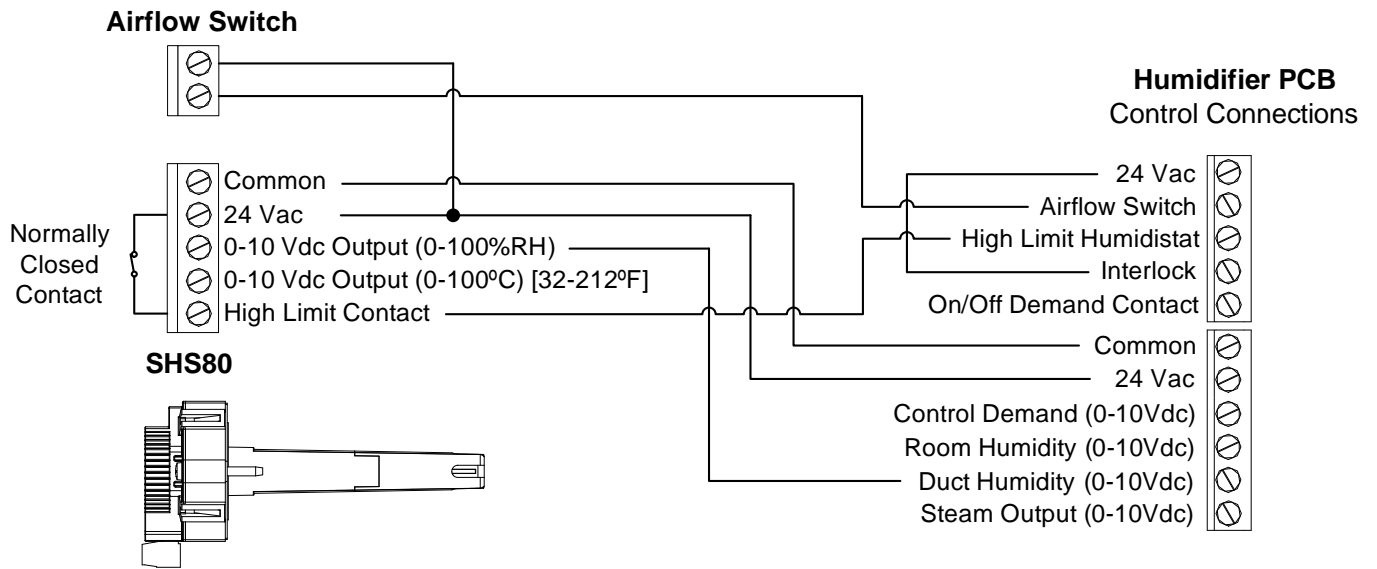 Airflow Switch
Humidifier PCB
Control Connections
Common
24 Vac
0-10 Vdc Output (0-100%RH)
0-10 Vdc Output (0-100ºC) [32-212ºF]
High Limit Contact
Normally
Closed
Contact
SHS80
24 Vac
Airflow Switch
High Limit Humidistat
Interlock
On/Off Demand Contact
Common
24 Vac
Control Demand (0-10Vdc)
Room Humidity (0-10Vdc)
Duct Humidity (0-10Vdc)
Steam Output (0-10Vdc)